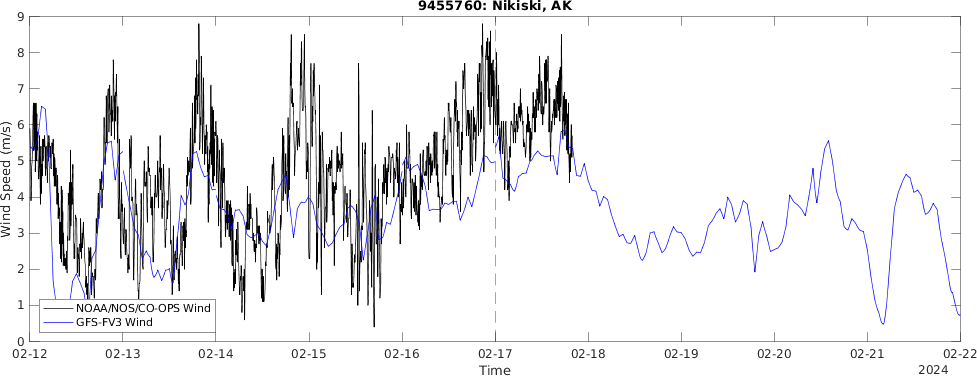 9455760: Nikiski, AK
Wind Speed (m/s)
9
8
7
6
5
4
3
2
1
0
NOAA/NOS/CO-OPS Wind
GFS-FV3 Wind
02-12 02-13 02-14 02-15 02-16 02-17 02-18 02-19 02-20 02-21 02-22
Time
2024